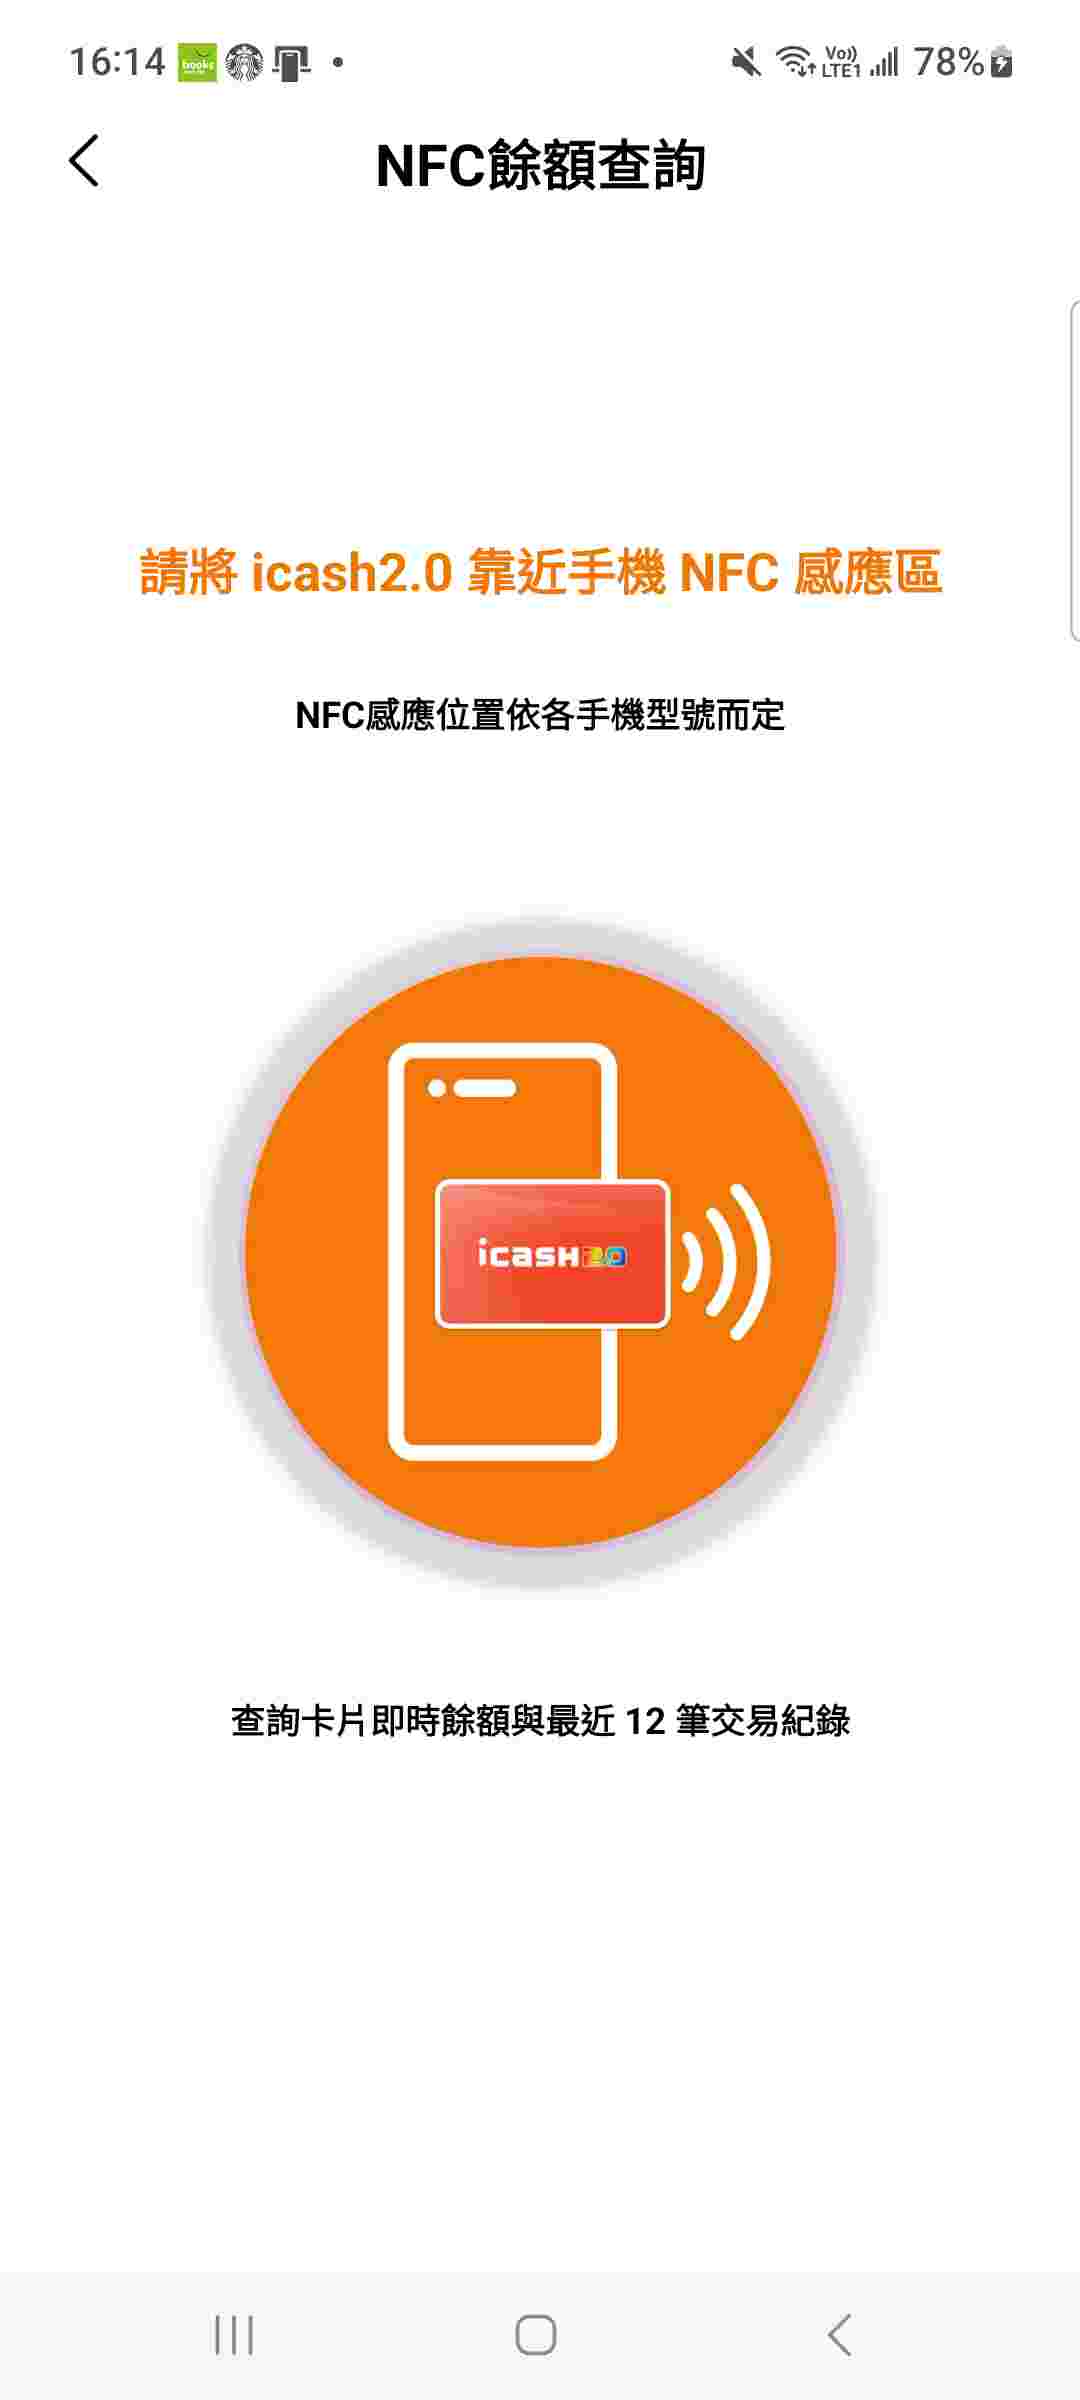 16:14 books Vo)) LTE1 78%
NFC餘額查詢
請將 icash2.0 靠近手機 NFC 感應區
NFC感應位置依各手機型號而定
icash2.0
查詢卡片即時餘額與最近 12 筆交易紀錄